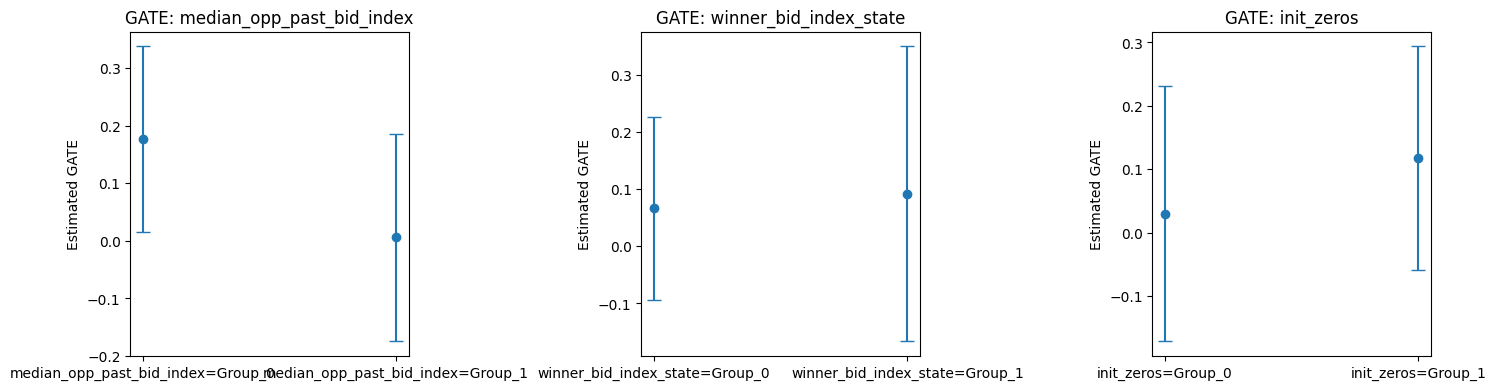 GATE: median_opp_past_bid_index
Estimated GATE
0.3
0.2
0.1
0.0
−0.1
−0.2
median_opp_past_bid_index=Group_0
median_opp_past_bid_index=Group_1
GATE: winner_bid_index_state
Estimated GATE
0.3
0.2
0.1
0.0
−0.1
winner_bid_index_state=Group_0
winner_bid_index_state=Group_1
GATE: init_zeros
Estimated GATE
0.3
0.2
0.1
0.0
−0.1
init_zeros=Group_0
init_zeros=Group_1